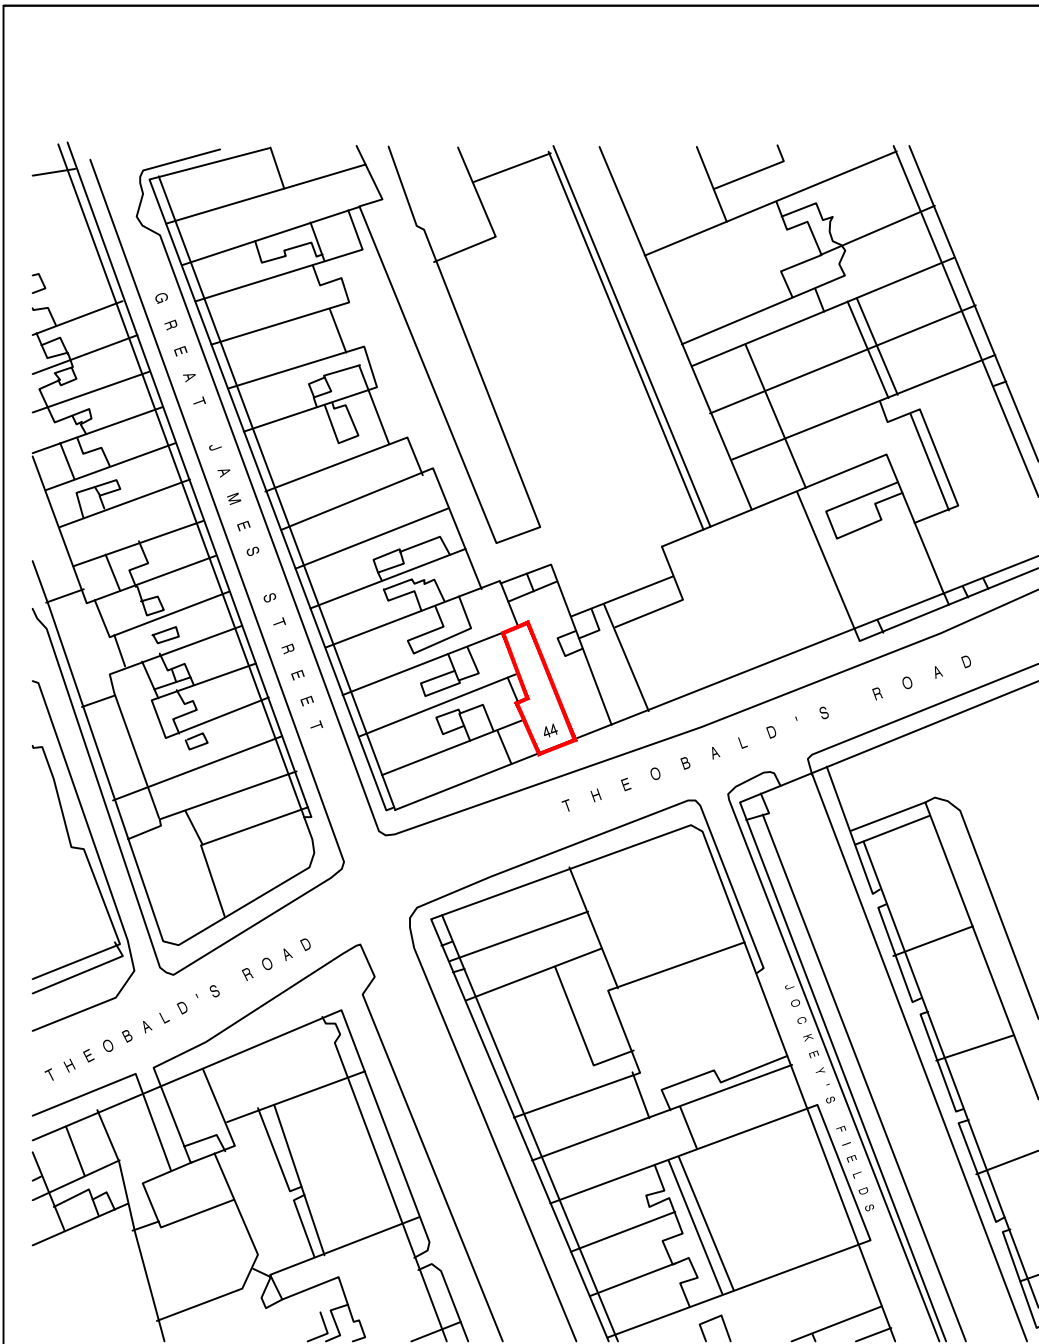 GREAT JAMES STREET
44
THEOBALD'S ROAD
THEOBALD'S ROAD
JOCKEY'S FIELDS